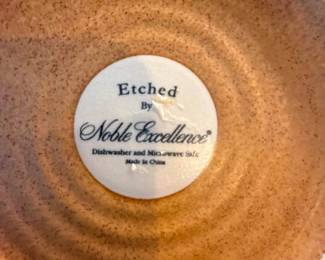 Etched
By
Noble Excellence®
Dishwasher and Microwave Safe
Made in China